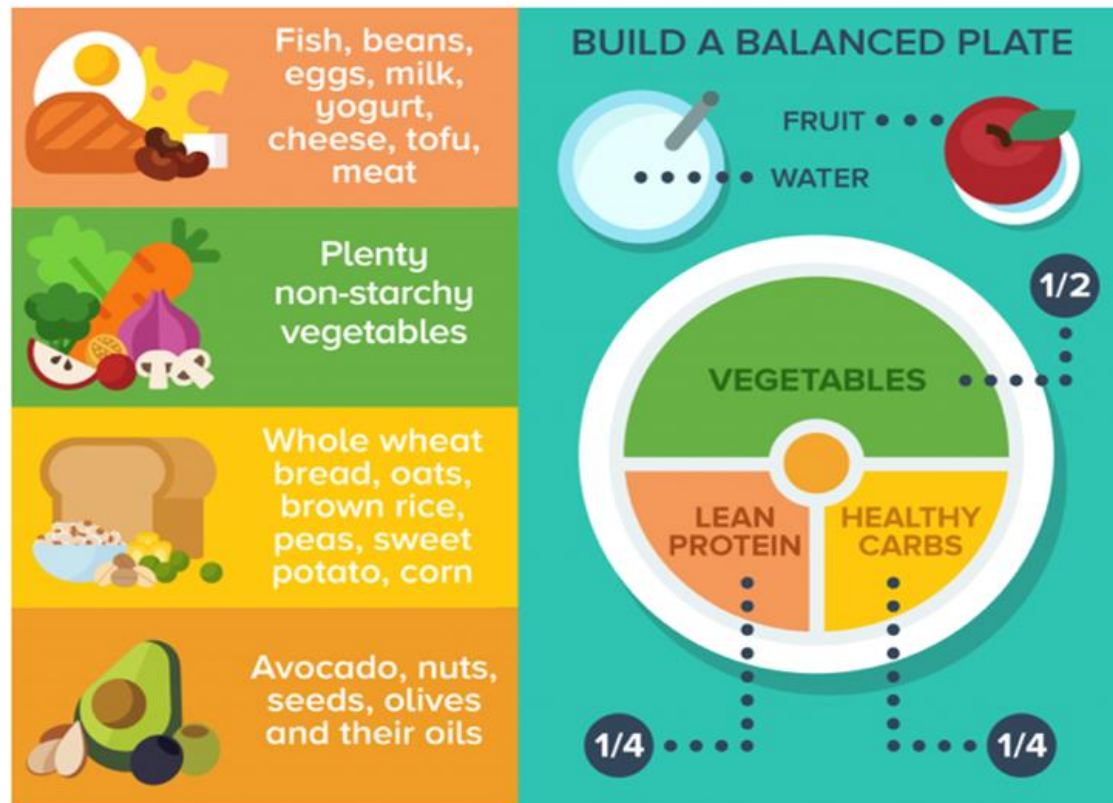 Fish, beans,
eggs, milk,
yogurt,
cheese, tofu,
meat
Plenty
non-starchy
vegetables
Whole wheat
bread, oats,
brown rice,
peas, sweet
potato, corn
Avocado, nuts,
seeds, olives
and their oils
BUILD A BALANCED PLATE
FRUIT
WATER
1/2
VEGETABLES
LEAN
PROTEIN
HEALTHY
CARBS
1/4
1/4